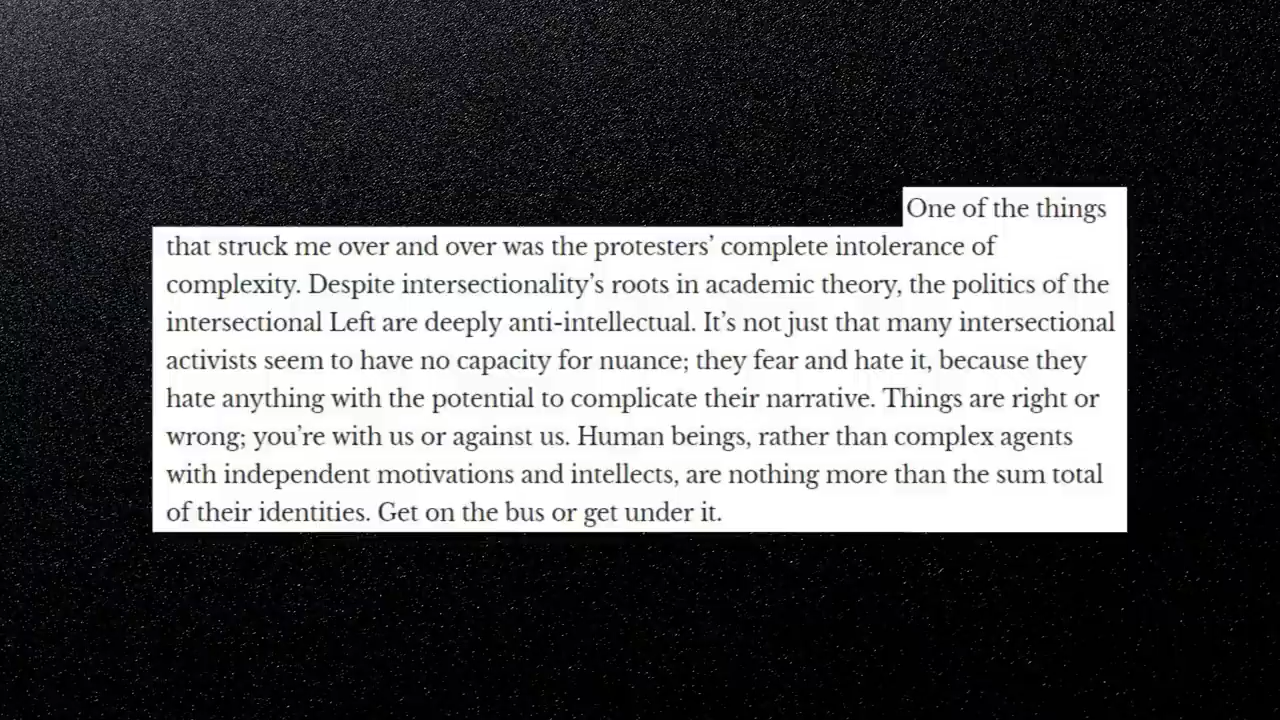 One of the things
that struck me over and over was the protesters’ complete intolerance of
complexity. Despite intersectionality’s roots in academic theory, the politics of the
intersectional Left are deeply anti-intellectual. It’s not just that many intersectional
activists seem to have no capacity for nuance; they fear and hate it, because they
hate anything with the potential to complicate their narrative. Things are right or
wrong; you’re with us or against us. Human beings, rather than complex agents
with independent motivations and intellects, are nothing more than the sum total
of their identities. Get on the bus or get under it.